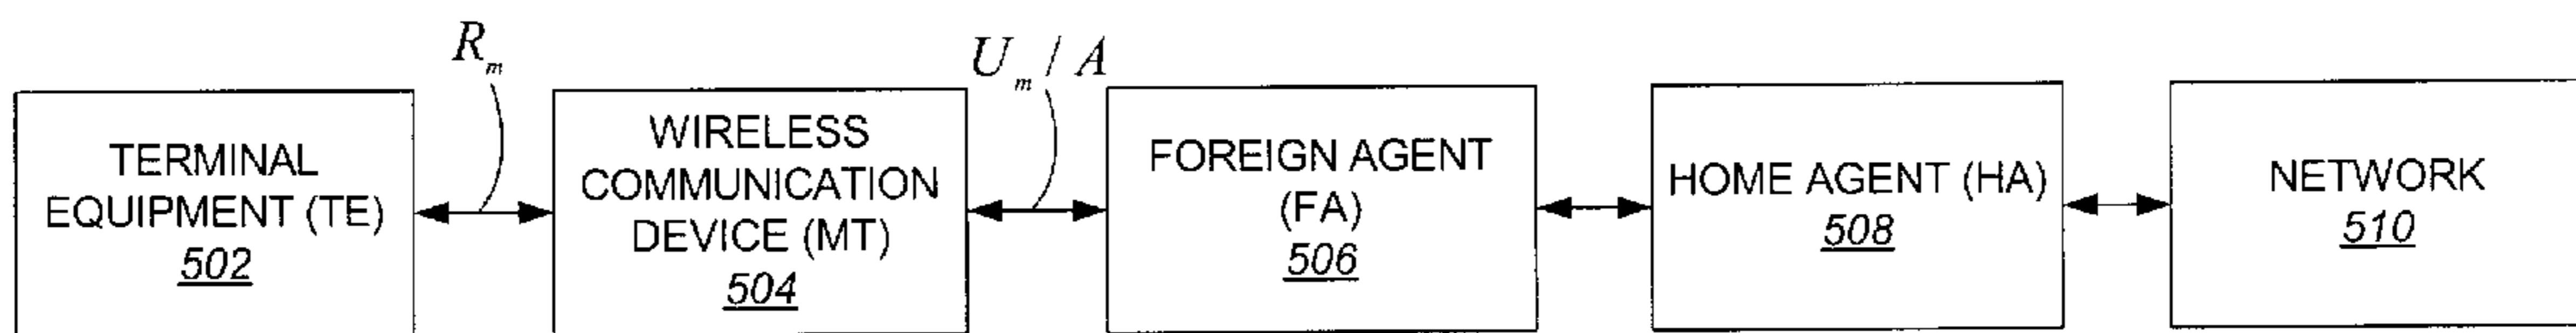 R_m
U_m / A
TERMINAL
EQUIPMENT (TE)
502
WIRELESS
COMMUNICATION
DEVICE (MT)
504
FOREIGN AGENT
(FA)
506
HOME AGENT (HA)
508
NETWORK
510